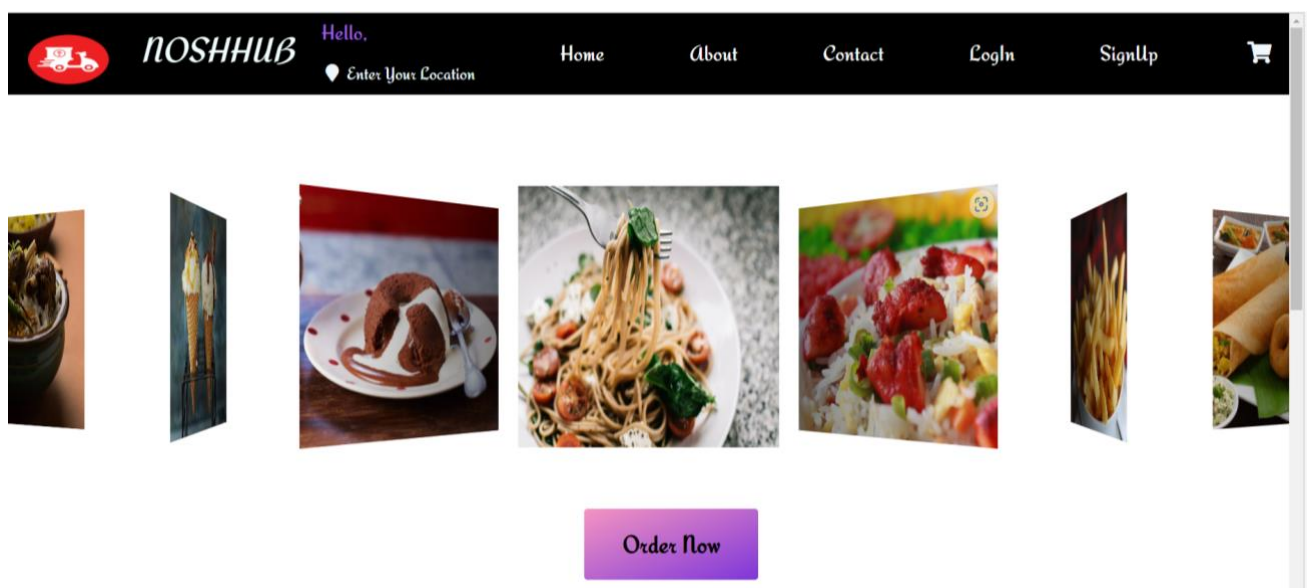 NOSHHUB
Hello,
Enter Your Location
Home About Contact LogIn SignUp
Order Now